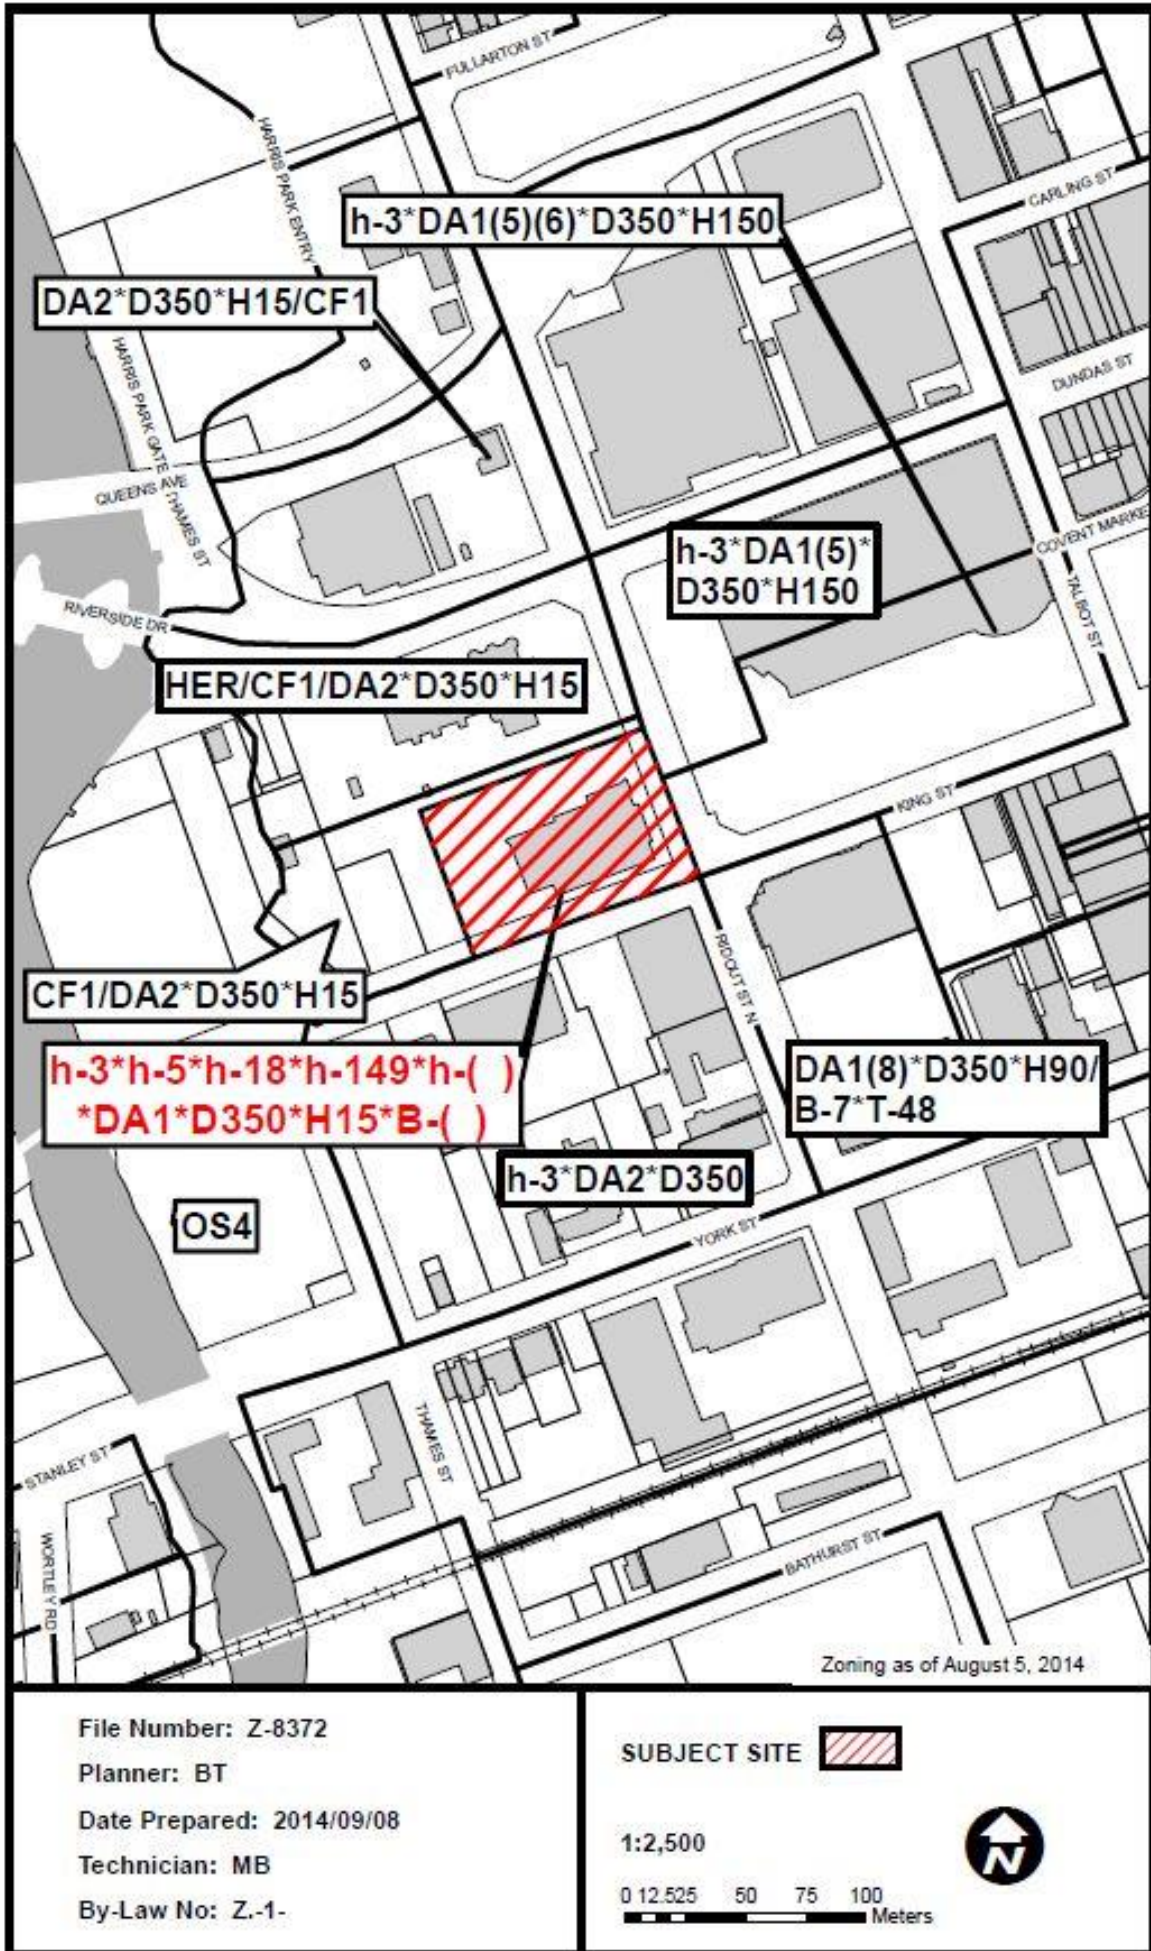 FULLARTON ST
HARRIS PARK ENTRY
CARLING ST
h-3*DA1(5)(6)*D350*H150
DA2*D350*H15/CF1
HARRIS PARK GATE
DUNDAS ST
QUEENS AVE
THAMES ST
COVENT MARKE
h-3*DA1(5)*
D350*H150
TALBOT ST
RIVERSIDE DR
HER/CF1/DA2*D350*H15
KING ST
RIDOUT ST N
CF1/DA2*D350*H15
h-3*h-5*h-18*h-149*h-( )
*DA1*D350*H15*B-( )
DA1(8)*D350*H90/
B-7*T-48
h-3*DA2*D350
OS4
YORK ST
THAMES ST
STANLEY ST
WORTLEY RD
BATHURST ST
Zoning as of August 5, 2014
File Number: Z-8372
Planner: BT
Date Prepared: 2014/09/08
Technician: MB
By-Law No: Z.-1-
SUBJECT SITE
1:2,500
N
0 12.525 50 75 100
Meters